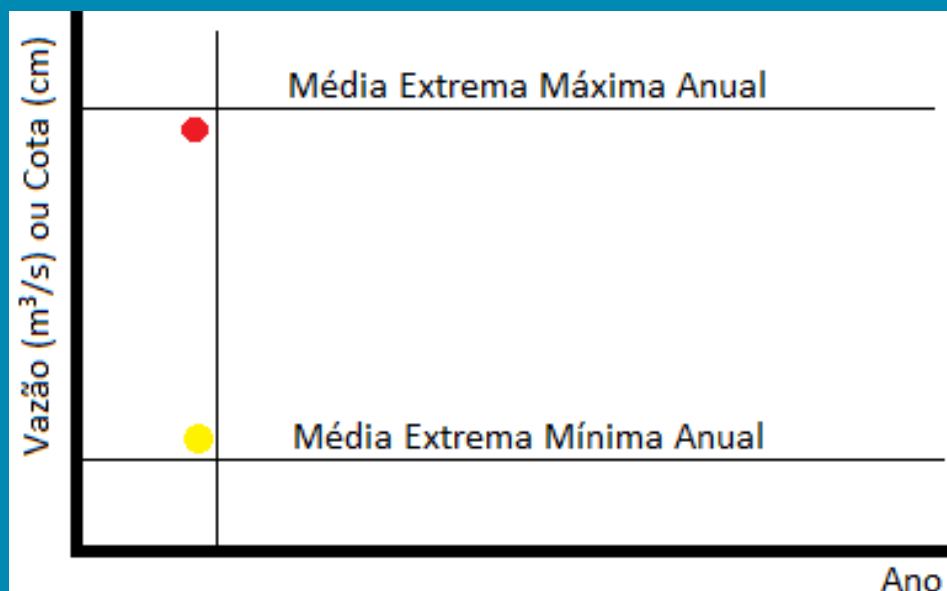 Vazão (m³/s) ou Cota (cm)
Média Extrema Máxima Anual
Média Extrema Mínima Anual
Ano